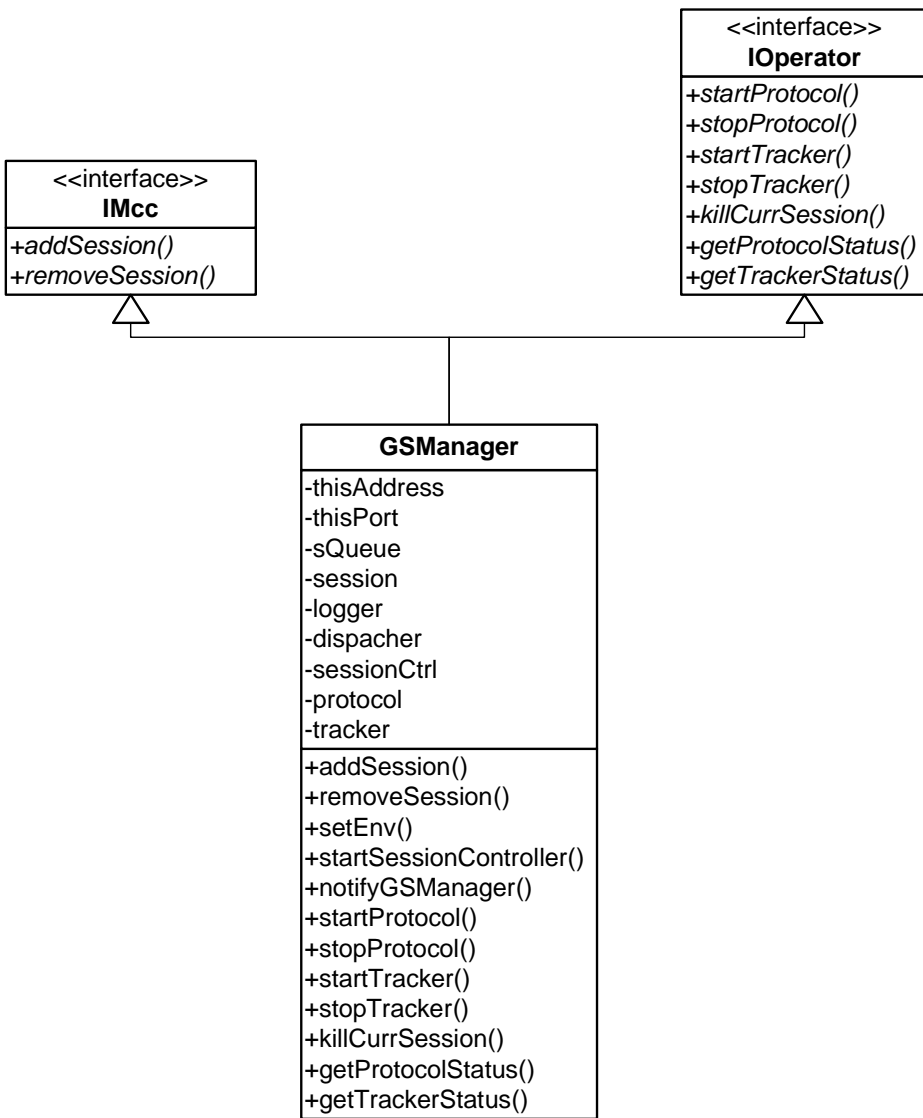 <<interface>>
IOperator
+startProtocol()
+stopProtocol()
+startTracker()
+stopTracker()
+killCurrSession()
+getProtocolStatus()
+getTrackerStatus()
<<interface>>
IMcc
+addSession()
+removeSession()
GSManager
-thisAddress
-thisPort
-sQueue
-session
-logger
-dispacher
-sessionCtrl
-protocol
-tracker
+addSession()
+removeSession()
+setEnv()
+startSessionController()
+notifyGSManager()
+startProtocol()
+stopProtocol()
+startTracker()
+stopTracker()
+killCurrSession()
+getProtocolStatus()
+getTrackerStatus()